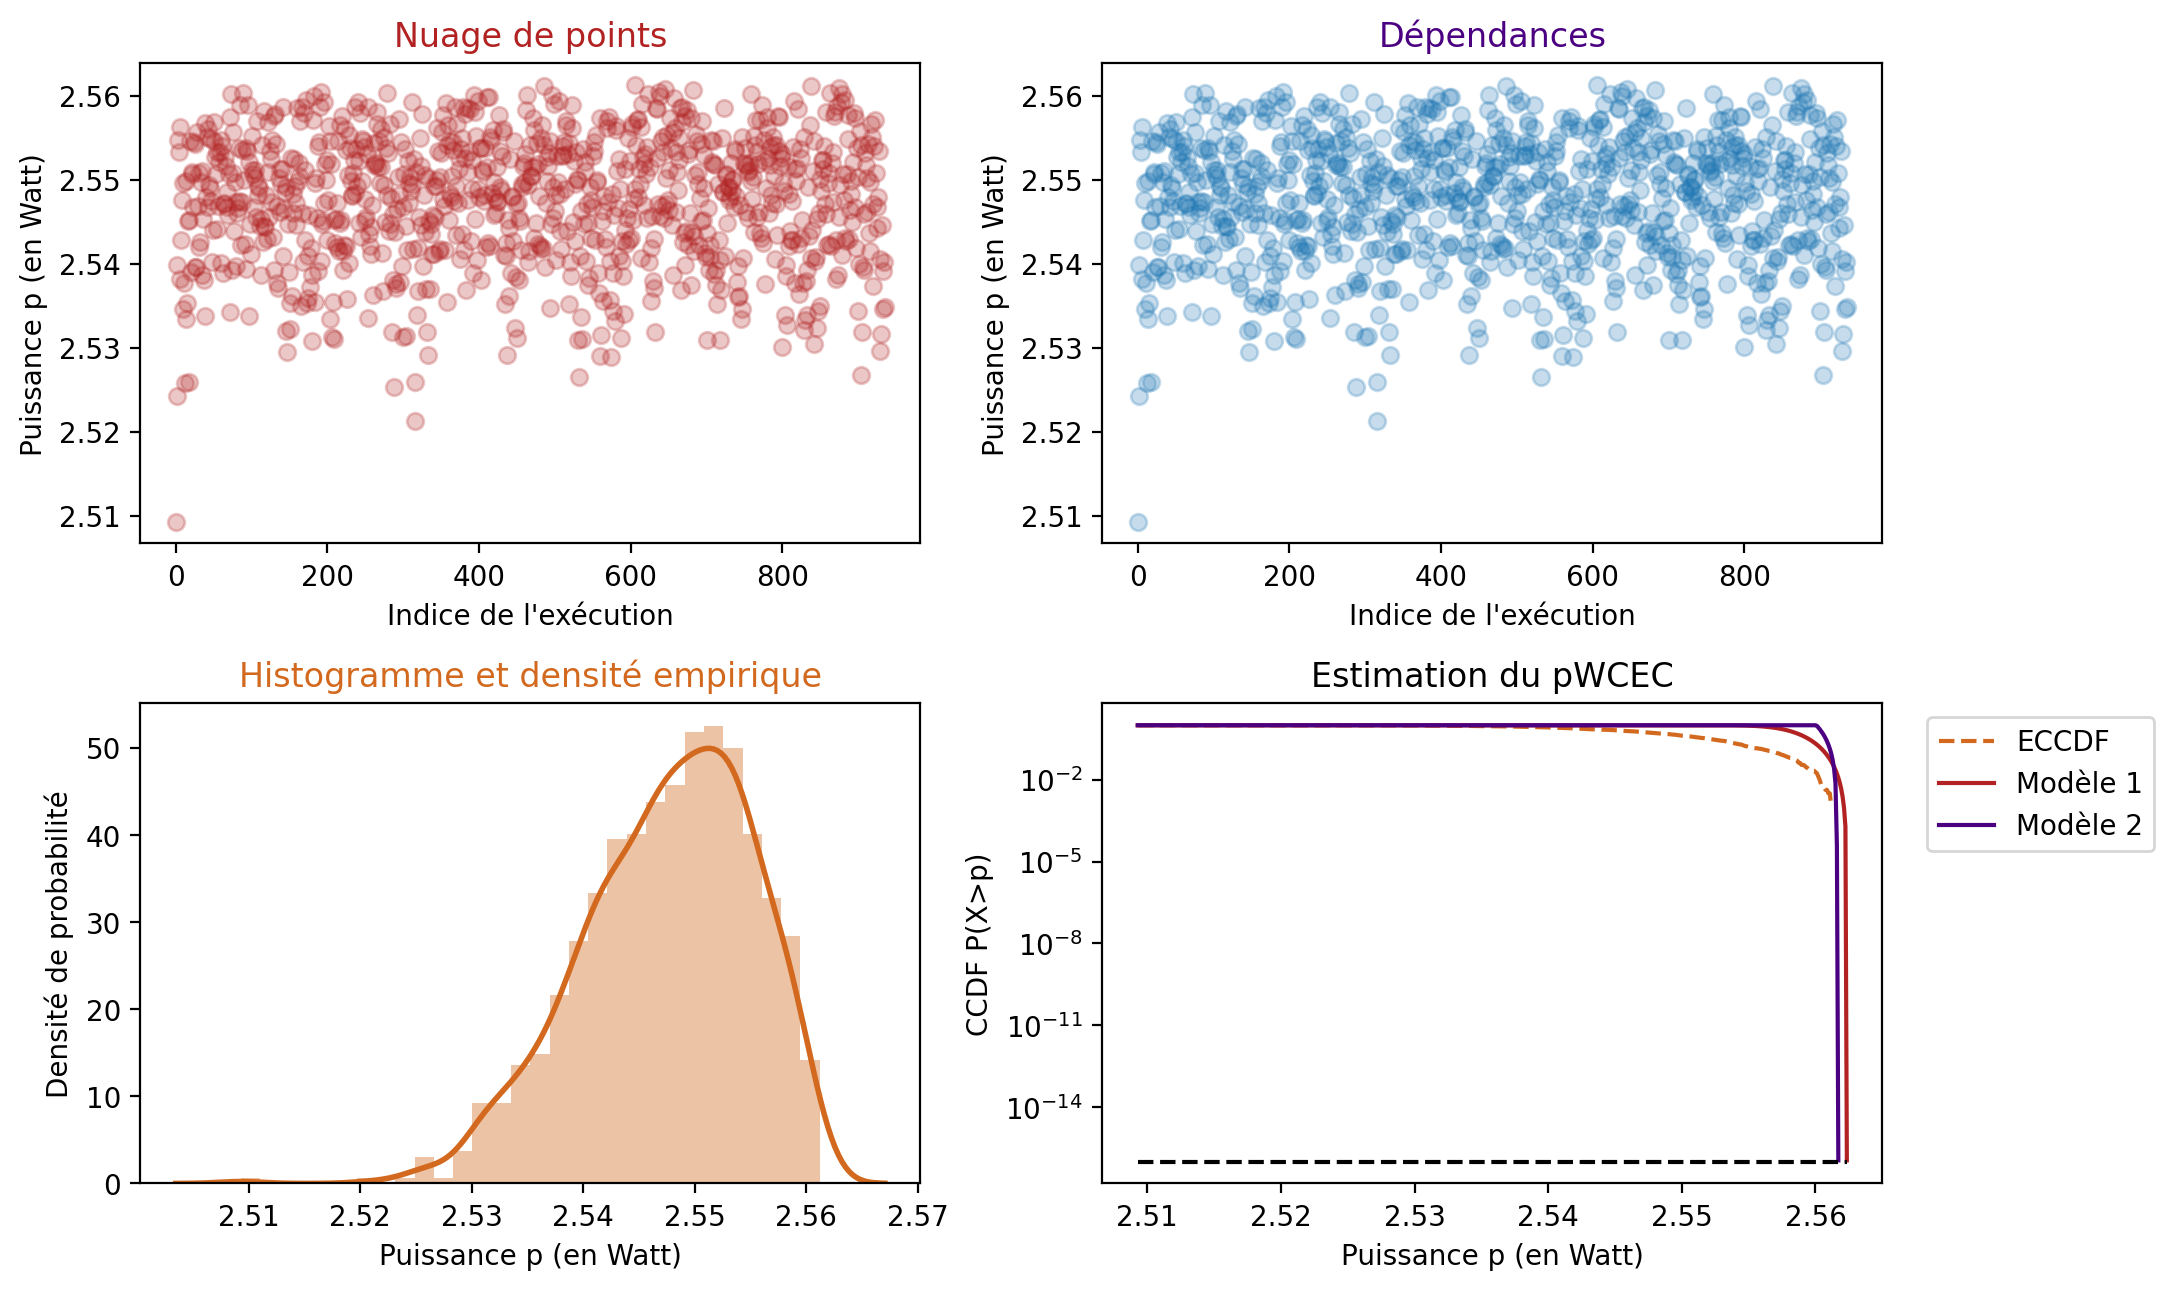 Nuage de points
Puissance p (en Watt)
2.56
2.55
2.54
2.53
2.52
2.51
0 200 400 600 800
Indice de l'exécution
Dépendances
Puissance p (en Watt)
2.56
2.55
2.54
2.53
2.52
2.51
0 200 400 600 800
Indice de l'exécution
Histogramme et densité empirique
Densité de probabilité
50
40
30
20
10
0
2.51 2.52 2.53 2.54 2.55 2.56 2.57
Puissance p (en Watt)
Estimation du pWCEC
CCDF P(X>p)
10⁻²
10⁻⁵
10⁻⁸
10⁻¹¹
10⁻¹⁴
2.51 2.52 2.53 2.54 2.55 2.56
Puissance p (en Watt)
ECCDF
Modèle 1
Modèle 2